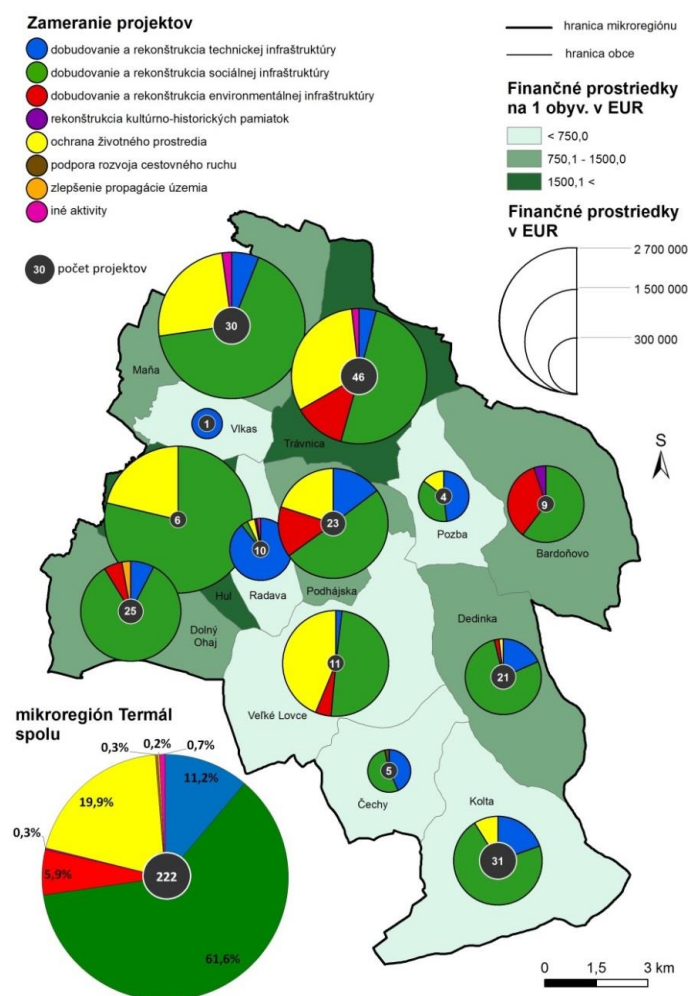 Zameranie projektov
dobudovanie a rekonštrukcia technickej infraštruktúry
dobudovanie a rekonštrukcia sociálnej infraštruktúry
dobudovanie a rekonštrukcia environmentálnej infraštruktúry
rekonštrukcia kultúrno-historických pamiatok
ochrana životného prostredia
podpora rozvoja cestovného ruchu
zlepšenie propagácie územia
iné aktivity
30 počet projektov
hranica mikroregiónu
hranica obce
Finančné prostriedky
na 1 obyv. v EUR
< 750,0
750,1 - 1500,0
1500,1 <
Finančné prostriedky
v EUR
2 700 000
1 500 000
300 000
S
30
Maňa
46
Trávnica
1
Vlkas
6
Hul
10
Radava
23
Podhájska
4
Pozba
9
Bardoňovo
25
Dolný
Ohaj
11
Veľké Lovce
Dedinka
21
5
Čechy
Kolta
31
mikroregión Termál
spolu
0,3%
0,2%
0,7%
11,2%
19,9%
0,3%
5,9%
222
61,6%
0 1,5 3 km